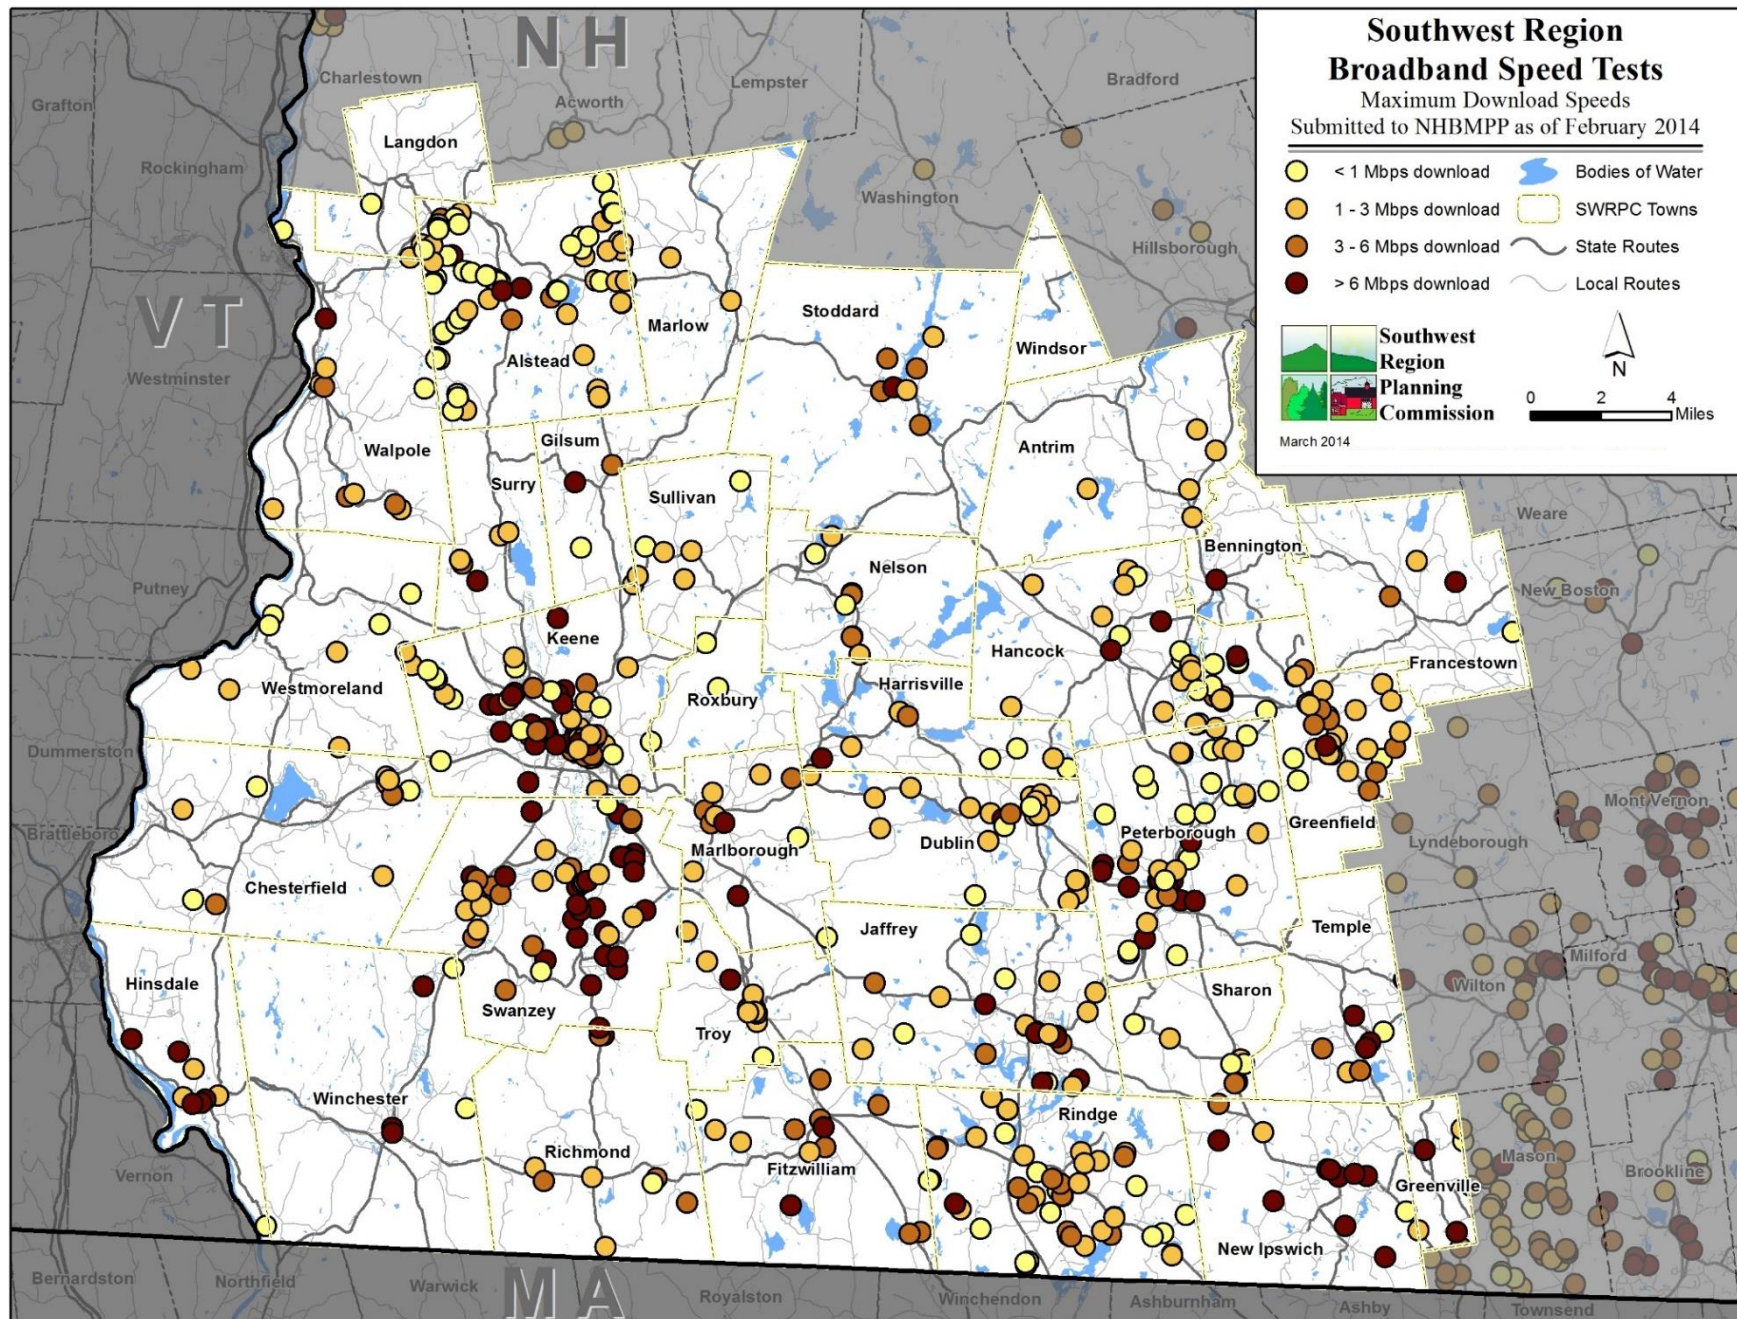 Southwest Region
Broadband Speed Tests
Maximum Download Speeds
Submitted to NHBMPP as of February 2014
< 1 Mbps download
Bodies of Water
1 - 3 Mbps download
SWRPC Towns
3 - 6 Mbps download
State Routes
> 6 Mbps download
Local Routes
Southwest
Region
Planning
Commission
March 2014
N
0 2 4
Miles
NH
VT
MA
Charlestown
Lempster
Bradford
Grafton
Acworth
Langdon
Rockingham
Washington
Hillsborough
Stoddard
Marlow
Windsor
Alstead
Westminster
Walpole
Gilsum
Antrim
Surry
Sullivan
Weare
Bennington
Nelson
Putney
New Boston
Keene
Hancock
Francestown
Westmoreland
Harrisville
Roxbury
Dummerston
Mont Vernon
Brattleboro
Peterborough
Greenfield
Marlborough
Dublin
Lyndeborough
Chesterfield
Jaffrey
Temple
Milford
Hinsdale
Wilton
Sharon
Swanzey
Troy
Winchester
Rindge
Richmond
Mason
Fitzwilliam
Vernon
Brookline
Greenville
New Ipswich
Bernardston
Northfield
Warwick
Royalston
Winchendon
Ashburnham
Ashby
Townsend